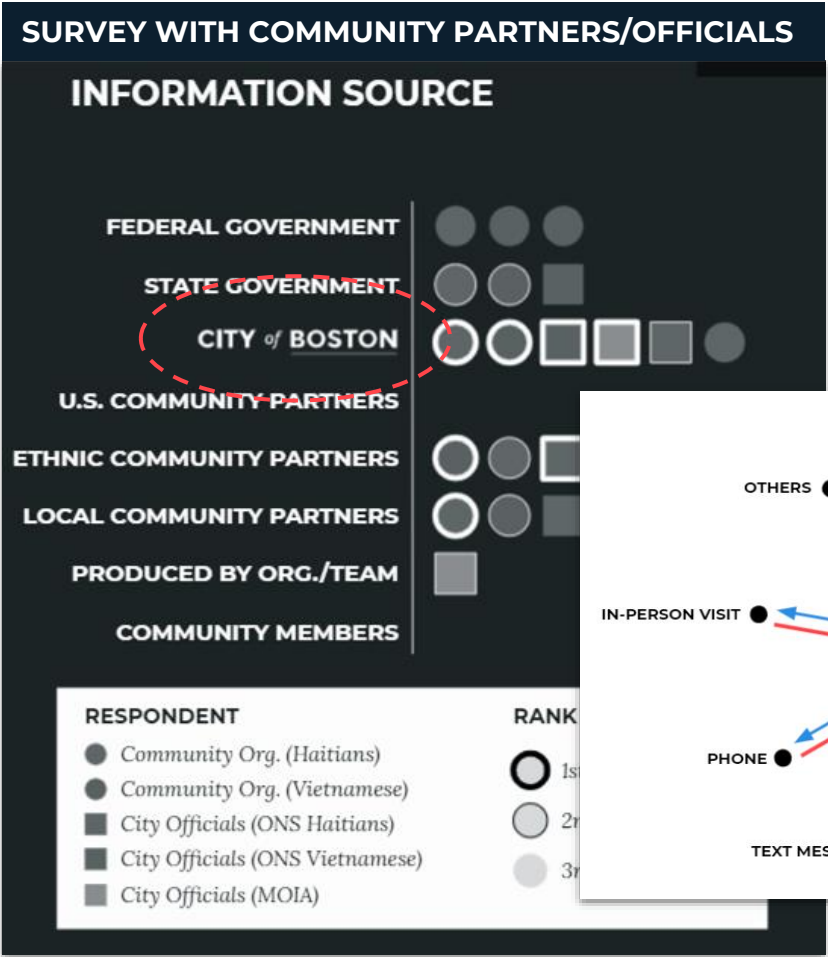 SURVEY WITH COMMUNITY PARTNERS/OFFICIALS
INFORMATION SOURCE
FEDERAL GOVERNMENT
STATE GOVERNMENT
CITY of BOSTON
U.S. COMMUNITY PARTNERS
ETHNIC COMMUNITY PARTNERS
LOCAL COMMUNITY PARTNERS
PRODUCED BY ORG./TEAM
COMMUNITY MEMBERS
RESPONDENT
Community Org. (Haitians)
Community Org. (Vietnamese)
City Officials (ONS Haitians)
City Officials (ONS Vietnamese)
City Officials (MOIA)
RANK
OTHERS
IN-PERSON VISIT
PHONE
TEXT